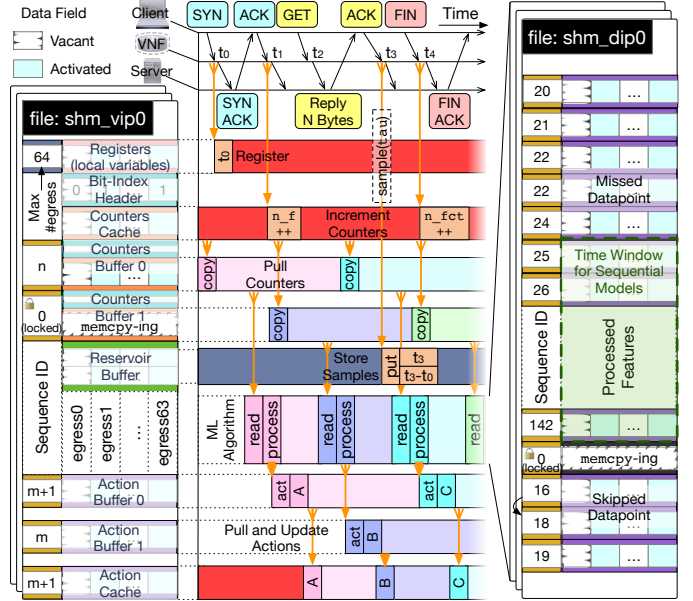 Data Field
Vacant
Activated
Client
VNF
Server
SYN
ACK
GET
ACK
FIN
Time
t0
t1
t2
t3
t4
SYN
ACK
Reply
N Bytes
FIN
ACK
file: shm_vip0
64
Max
#egress
Registers
(local variables)
Bit-Index
Header
0
0
1
Counters
Cache
n
Counters
Buffer 0
...
0
(locked)
Counters
Buffer 1
memcpy-ing
Reservoir
Buffer
Sequence ID
egress0
egress1
...
egress63
m+1
Action
Buffer 0
m
Action
Buffer 1
m+1
Action
Cache
t0
Register
sample(tau)
n_f
++
Increment
Counters
n_fct
++
copy
Pull
Counters
copy
copy
copy
Store
Samples
put
t3
t3-t0
ML
Algorithm
read
process
read
process
read
process
read
act
A
act
C
Pull and Update
Actions
act
B
A
B
C
file: shm_dip0
20
...
21
22
22
Missed
Datapoint
24
25
Time Window
for Sequential
Models
26
Sequence ID
Processed
Features
142
...
0
(locked)
memcpy-ing
16
Skipped
Datapoint
18
19
...